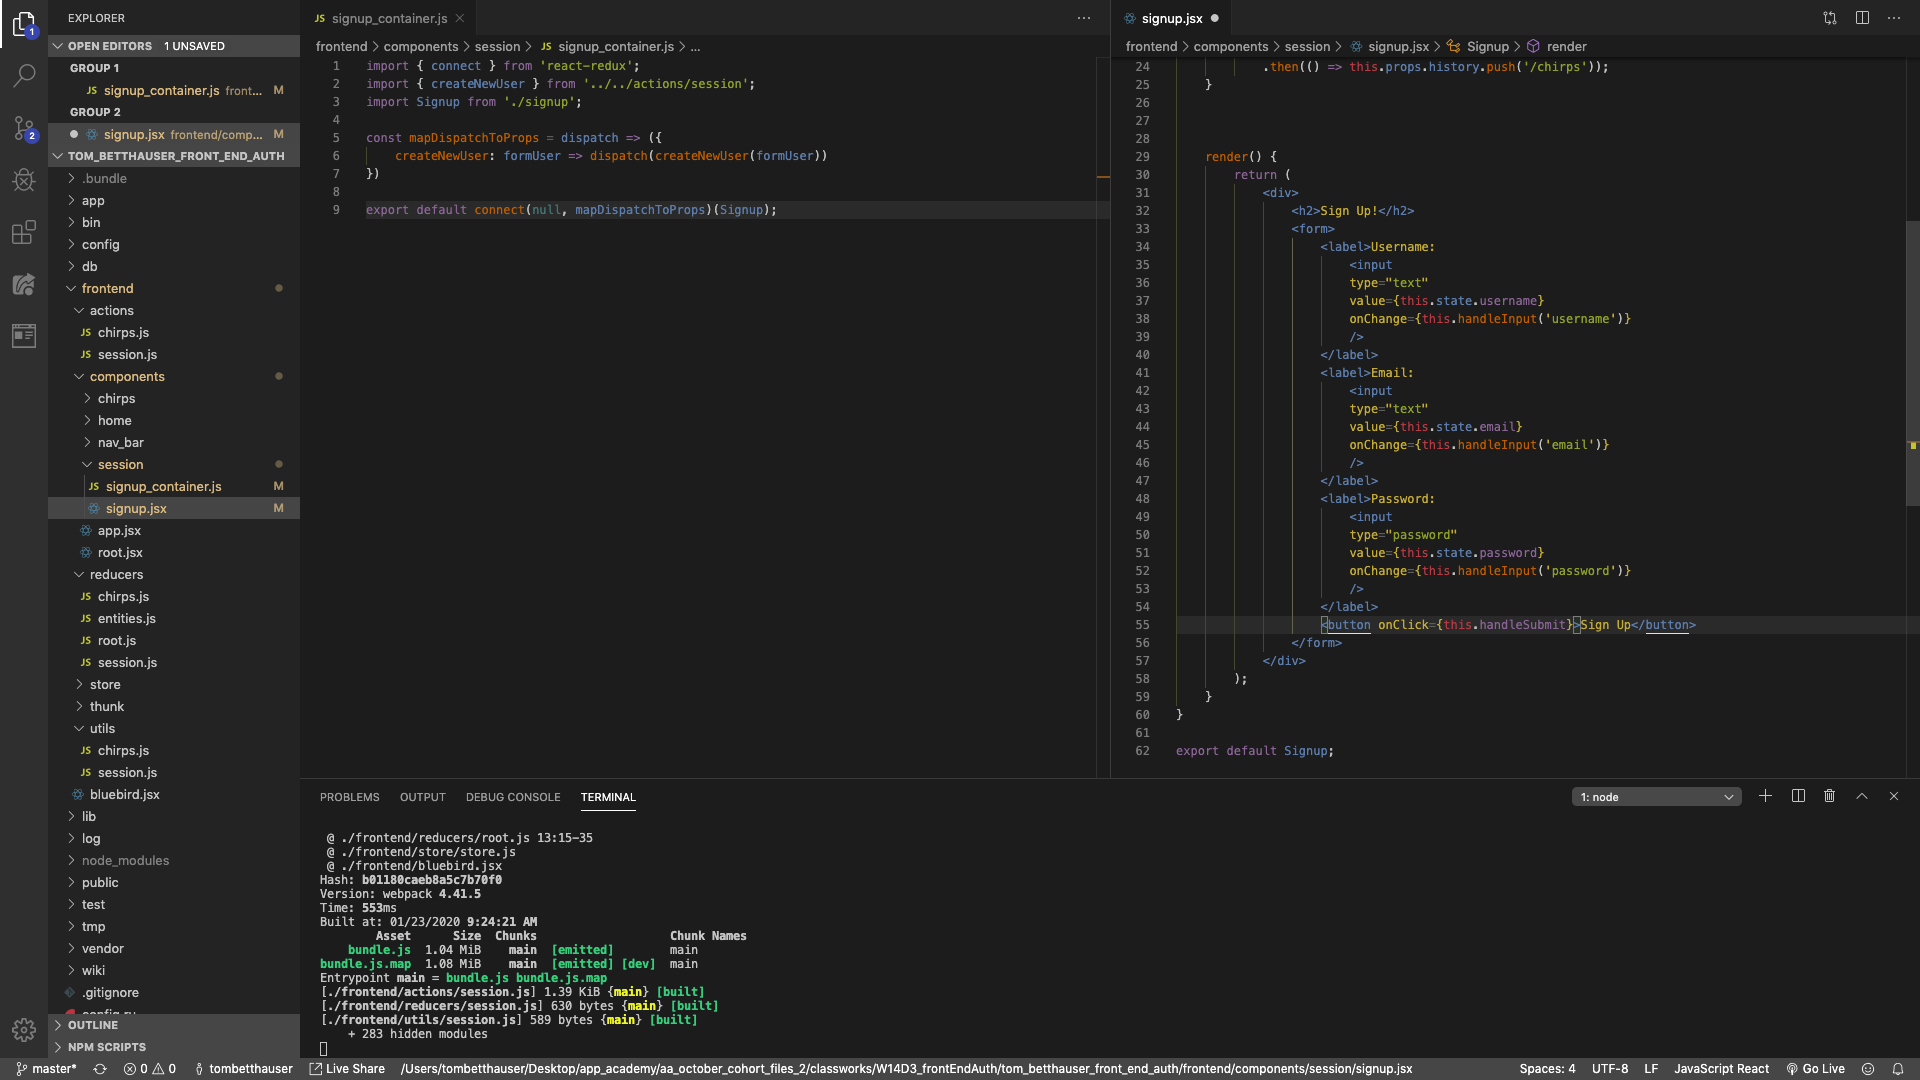 EXPLORER
OPEN EDITORS 1 UNSAVED
GROUP 1
JS signup_container.js front... M
GROUP 2
signup.jsx frontend/comp... M
TOM_BETTHAUSER_FRONT_END_AUTH
.bundle
app
bin
config
db
frontend
actions
JS chirps.js
JS session.js
components
chirps
home
nav_bar
session
JS signup_container.js M
signup.jsx M
app.jsx
root.jsx
reducers
JS chirps.js
JS entities.js
JS root.js
JS session.js
store
thunk
utils
JS chirps.js
JS session.js
bluebird.jsx
lib
log
node_modules
public
test
tmp
vendor
wiki
.gitignore
OUTLINE
NPM SCRIPTS
1
2
JS signup_container.js
frontend > components > session > JS signup_container.js > ...
1 import { connect } from 'react-redux';
2 import { createNewUser } from '../../actions/session';
3 import Signup from './signup';
4
5 const mapDispatchToProps = dispatch => ({
6 createNewUser: formUser => dispatch(createNewUser(formUser))
7 })
8
9 export default connect(null, mapDispatchToProps)(Signup);
signup.jsx
frontend > components > session > signup.jsx > Signup > render
24 .then(() => this.props.history.push('/chirps'));
25 }
26
27
28
29 render() {
30 return (
31 <div>
32 <h2>Sign Up!</h2>
33 <form>
34 <label>Username:
35 <input
36 type="text"
37 value={this.state.username}
38 onChange={this.handleInput('username')}
39 />
40 </label>
41 <label>Email:
42 <input
43 type="text"
44 value={this.state.email}
45 onChange={this.handleInput('email')}
46 />
47 </label>
48 <label>Password:
49 <input
50 type="password"
51 value={this.state.password}
52 onChange={this.handleInput('password')}
53 />
54 </label>
55 <button onClick={this.handleSubmit}>Sign Up</button>
56 </form>
57 </div>
58 );
59 }
60 }
61
62 export default Signup;
PROBLEMS OUTPUT DEBUG CONSOLE TERMINAL
1: node
@ ./frontend/reducers/root.js 13:15-35
@ ./frontend/store/store.js
@ ./frontend/bluebird.jsx
Hash: b01180caeb8a5c7b70f0
Version: webpack 4.41.5
Time: 553ms
Built at: 01/23/2020 9:24:21 AM
Asset Size Chunks Chunk Names
bundle.js 1.04 MiB main [emitted] main
bundle.js.map 1.08 MiB main [emitted] [dev] main
Entrypoint main = bundle.js bundle.js.map
[./frontend/actions/session.js] 1.39 KiB {main} [built]
[./frontend/reducers/session.js] 630 bytes {main} [built]
[./frontend/utils/session.js] 589 bytes {main} [built]
+ 283 hidden modules
master* 0 0 tombetthauser Live Share /Users/tombetthauser/Desktop/app_academy/aa_october_cohort_files_2/classworks/W14D3_frontEndAuth/tom_betthauser_front_end_auth/frontend/components/session/signup.jsx Spaces: 4 UTF-8 LF JavaScript React Go Live